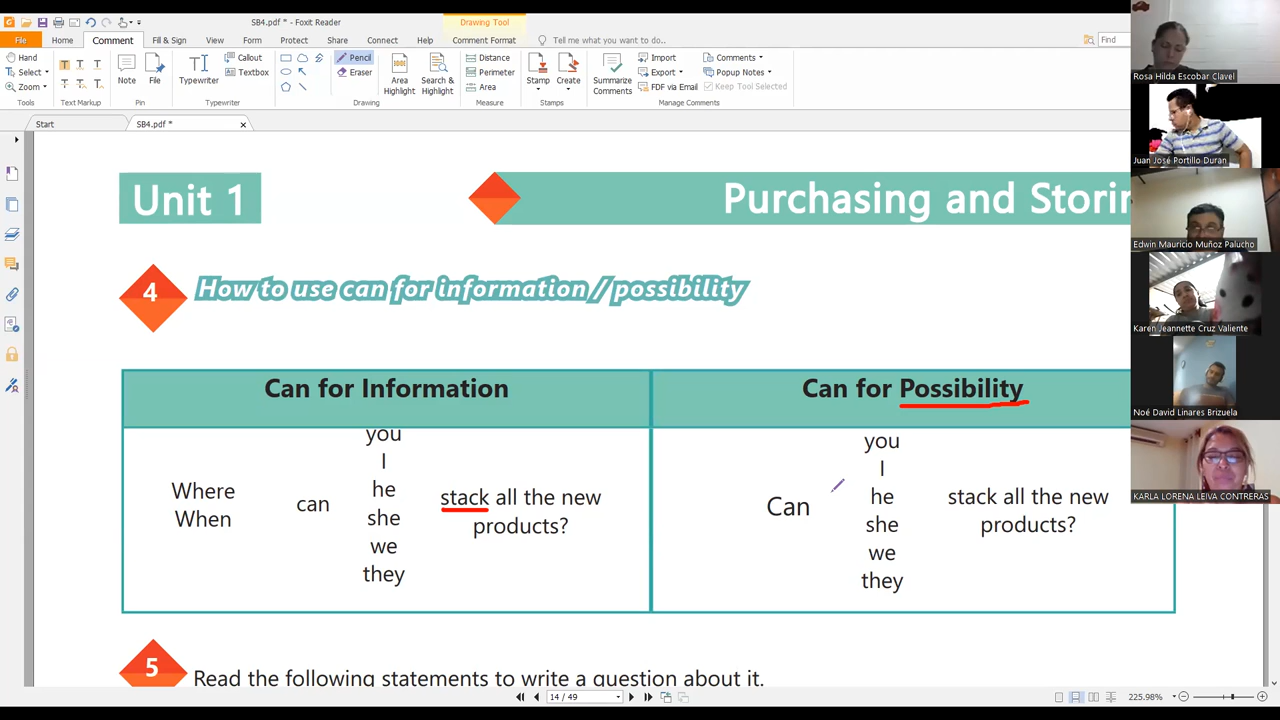 SB4.pdf * - Foxit Reader
Drawing Tool
File Home Comment Fill & Sign View Form Protect Share Connect Help Comment Format Tell me what you want to do... Find
Hand
Select
Zoom
Tools
Text Markup
Note
File
Pin
Typewriter
Callout
Textbox
Typewriter
Pencil
Eraser
Drawing
Area Highlight
Search & Highlight
Distance
Perimeter
Area
Measure
Stamp
Create
Stamps
Summarize Comments
Import
Export
FDF via Email
Comments
Popup Notes
Keep Tool Selected
Manage Comments
Start
SB4.pdf *
Unit 1
Purchasing and Storin
4
How to use can for information / possibility
Can for Information
Can for Possibility
Where
When
can
you
I
he
she
we
they
stack all the new
products?
Can
you
I
he
she
we
they
stack all the new
products?
5
Read the following statements to write a question about it.
14 / 49
225.98%
Rosa Hilda Escobar Clavel
Juan José Portillo Duran
Edwin Mauricio Muñoz Palucho
Karen Jeannette Cruz Valiente
Noé David Linares Brizuela
KARLA LORENA LEIVA CONTRERAS